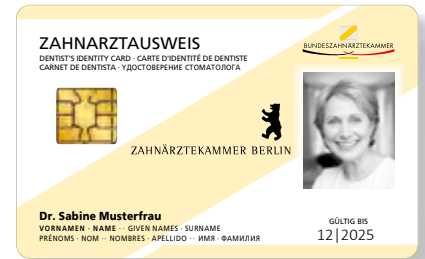 ZAHNARZTAUSWEIS
DENTIST'S IDENTITY CARD · CARTE D'IDENTITÉ DE DENTISTE
CARNET DE DENTISTA · УДОСТОВЕРЕНИЕ СТОМАТОЛОГА
BUNDESZAHNÄRZTEKAMMER
ZAHNÄRZTEKAMMER BERLIN
Dr. Sabine Musterfrau
VORNAMEN · NAME ·· GIVEN NAMES · SURNAME
PRÉNOMS · NOM ·· NOMBRES · APELLIDO ·· ИМЯ · ФАМИЛИЯ
GÜLTIG BIS
12|2025